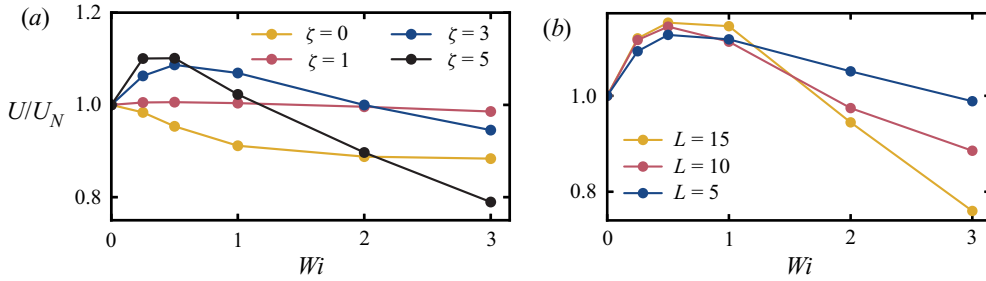 (a)
1.2
1.0
0.8
U/U_N
ζ = 0
ζ = 1
ζ = 3
ζ = 5
0 1 2 3
Wi
(b)
1.0
0.8
L = 15
L = 10
L = 5
0 1 2 3
Wi